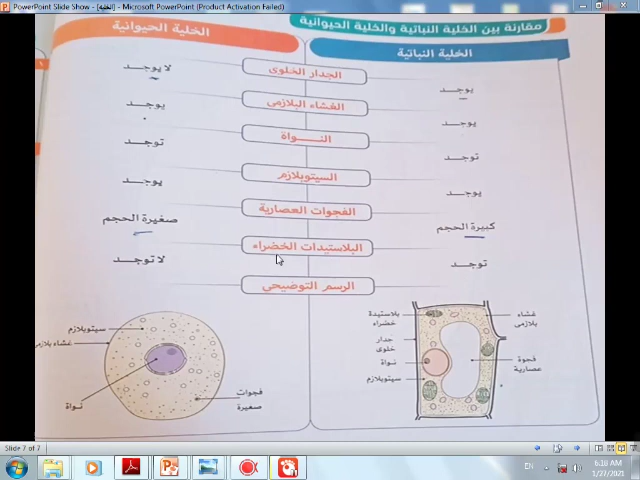 PowerPoint Slide Show - [الخلية] - Microsoft PowerPoint (Product Activation Failed)
مقارنة بين الخلية النباتية والخلية الحيوانية
الخلية النباتية
الخلية الحيوانية
الجدار الخلوى
يوجد
لا يوجد
الغشاء البلازمى
يوجد
يوجد
النواة
توجد
توجد
السيتوبلازم
يوجد
يوجد
الفجوات العصارية
كبيرة الحجم
صغيرة الحجم
البلاستيدات الخضراء
توجد
لا توجد
الرسم التوضيحى
غشاء
بلازمى
فجوة
عصارية
بلاستيدة
خضراء
جدار
خلوى
نواة
سيتوبلازم
سيتوبلازم
غشاء بلازمى
نواة
فجوات
صغيرة
Slide 7 of 7
EN
6:18 AM
1/27/2021